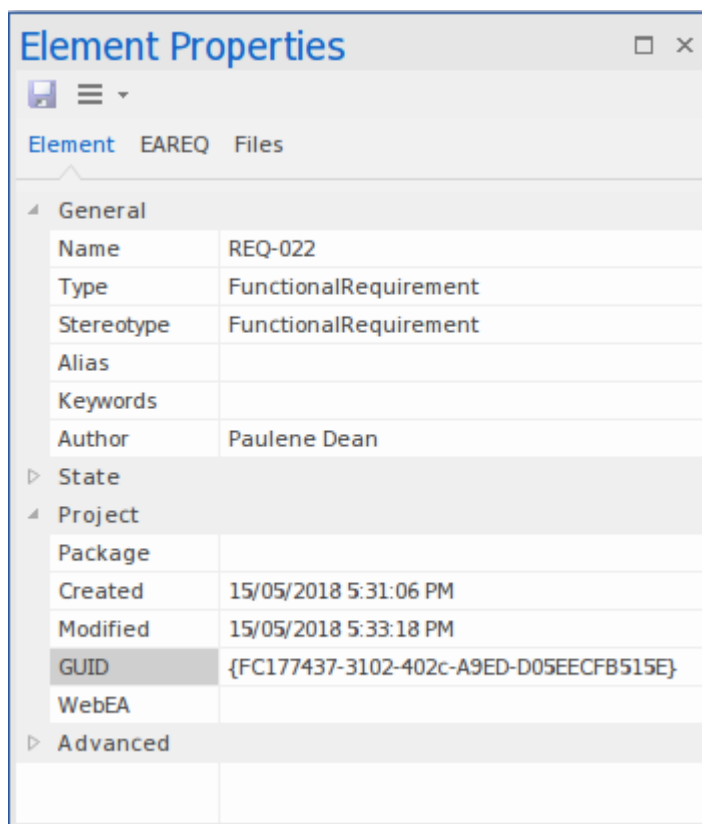 Element Properties
Element EAREQ Files
General
Name REQ-022
Type FunctionalRequirement
Stereotype FunctionalRequirement
Alias
Keywords
Author Paulene Dean
State
Project
Package
Created 15/05/2018 5:31:06 PM
Modified 15/05/2018 5:33:18 PM
GUID {FC177437-3102-402c-A9ED-D05EECFB515E}
WebEA
Advanced